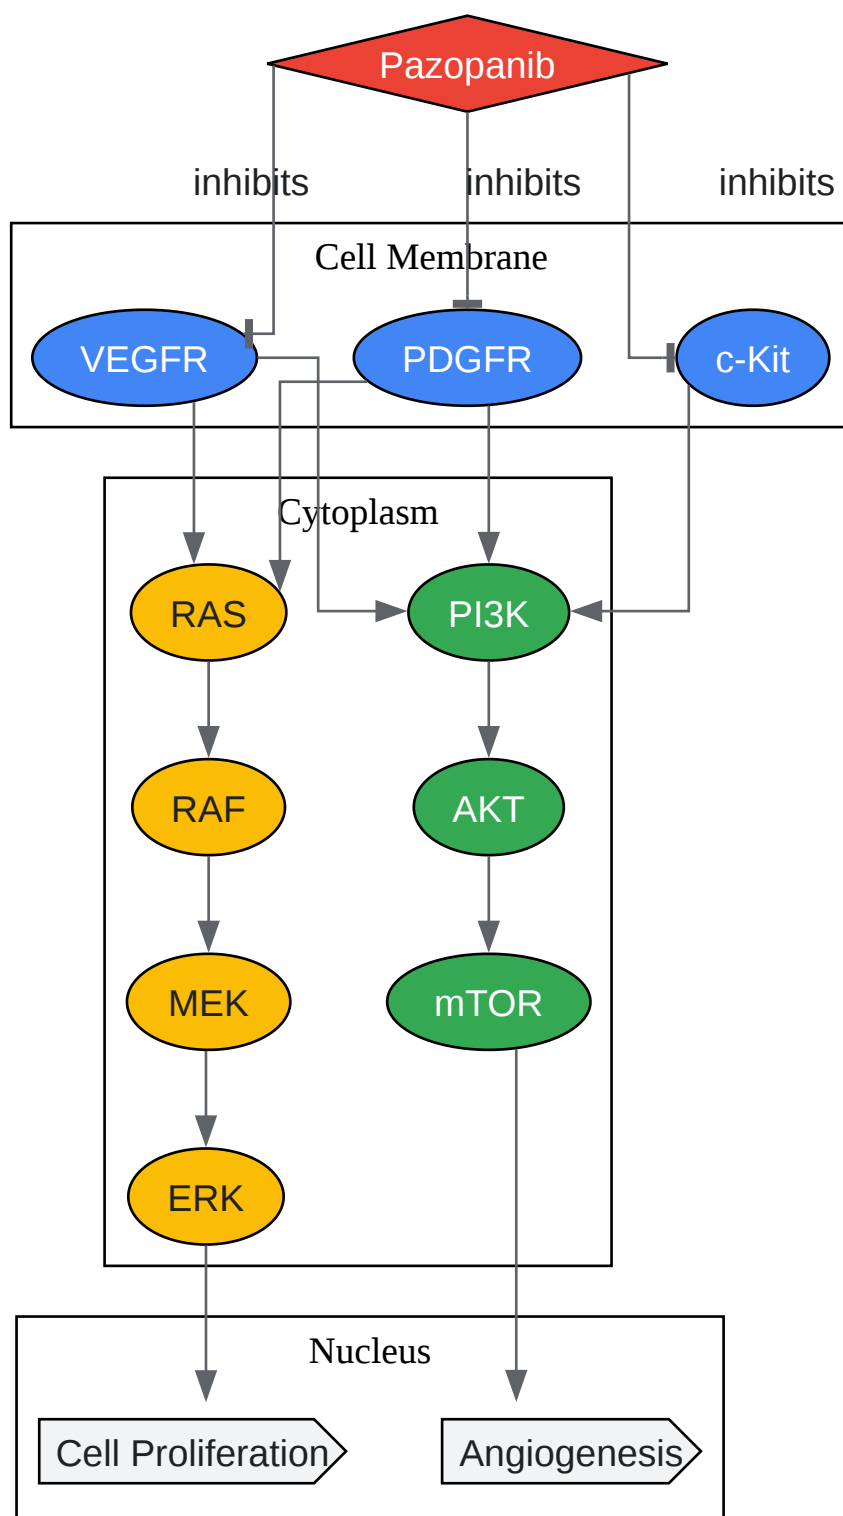 Pazopanib
inhibits
inhibits
inhibits
Cell Membrane
VEGFR
PDGFR
c-Kit
Cytoplasm
RAS
PI3K
RAF
AKT
MEK
mTOR
ERK
Nucleus
Cell Proliferation
Angiogenesis